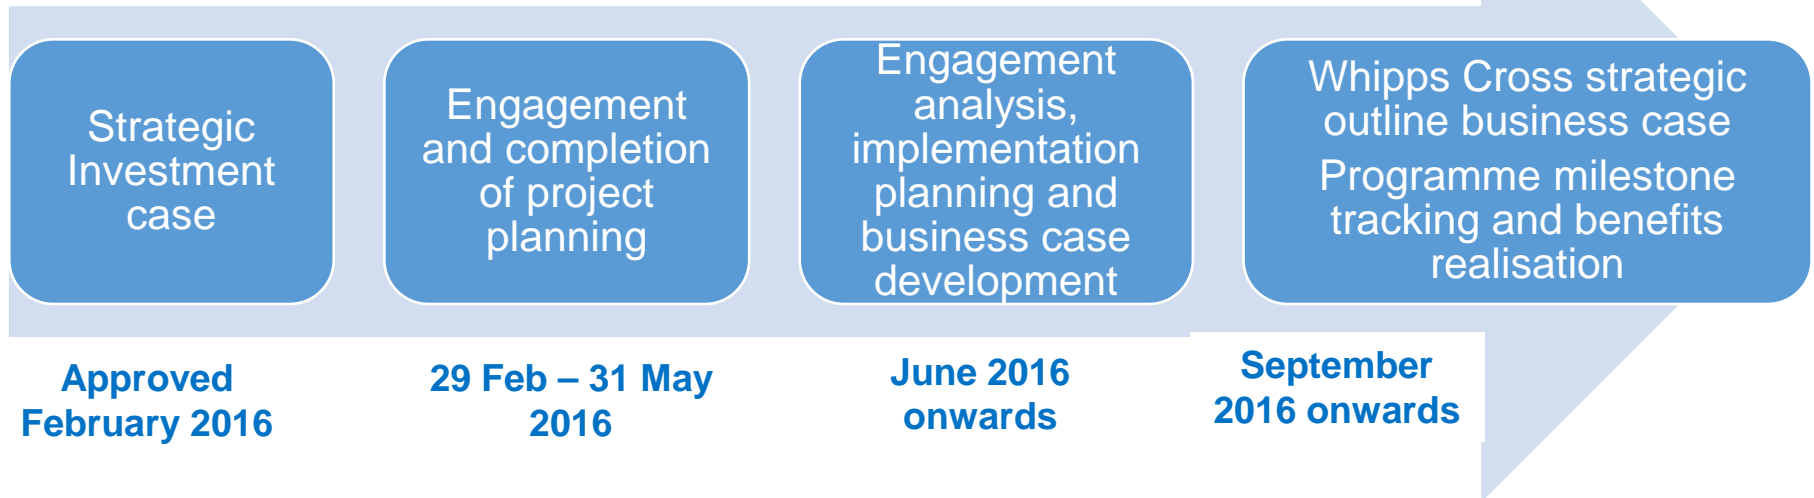 Strategic
Investment
case
Engagement
and completion
of project
planning
Engagement
analysis,
implementation
planning and
business case
development
Whipps Cross strategic
outline business case
Programme milestone
tracking and benefits
realisation
Approved
February 2016
29 Feb – 31 May
2016
June 2016
onwards
September
2016 onwards